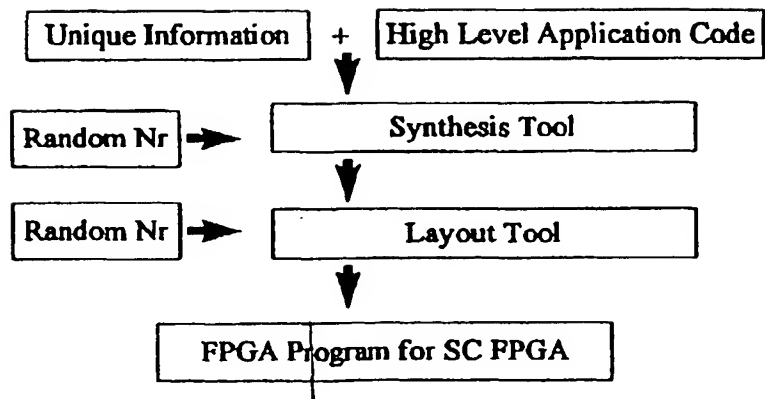 Unique Information + High Level Application Code
Random Nr Synthesis Tool
Random Nr Layout Tool
FPGA Program for SC FPGA